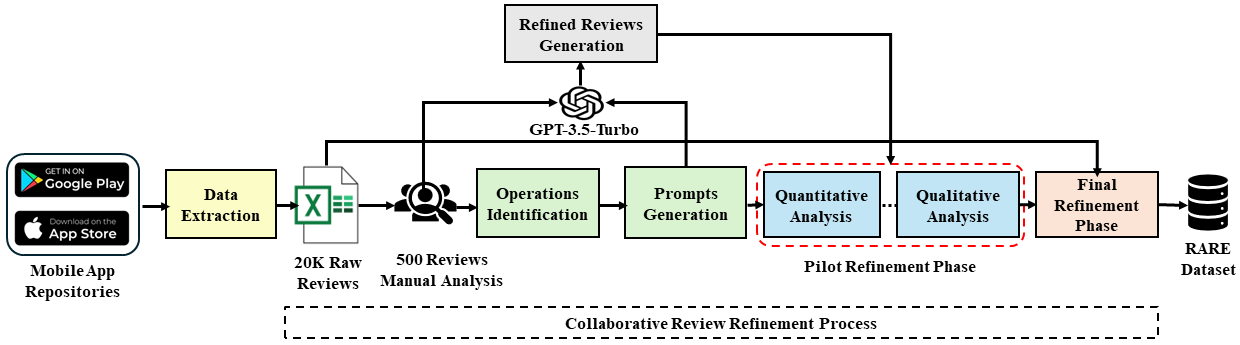 Refined Reviews
Generation
GPT-3.5-Turbo
GET IN ON
Google Play
Download on the
App Store
Mobile App
Repositories
Data
Extraction
X
20K Raw
Reviews
500 Reviews
Manual Analysis
Operations
Identification
Prompts
Generation
Quantitative
Analysis
Qualitative
Analysis
Pilot Refinement Phase
Final
Refinement
Phase
RARE
Dataset
Collaborative Review Refinement Process